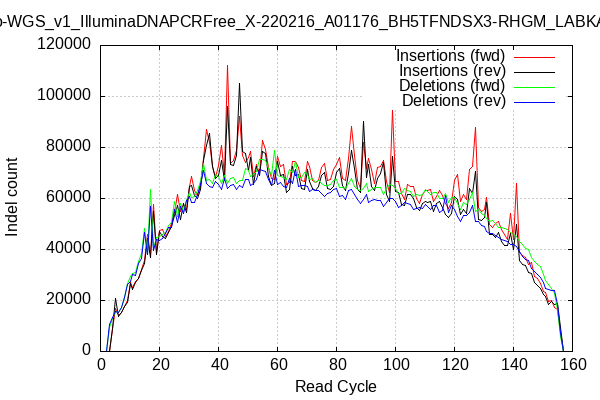 o-WGS_v1_IlluminaDNAPCRFree_X-220216_A01176_BH5TFNDSX3-RHGM_LABKA
120000
100000
80000
60000
40000
20000
0
Indel count
Insertions (fwd)
Insertions (rev)
Deletions (fwd)
Deletions (rev)
0 20 40 60 80 100 120 140 160
Read Cycle